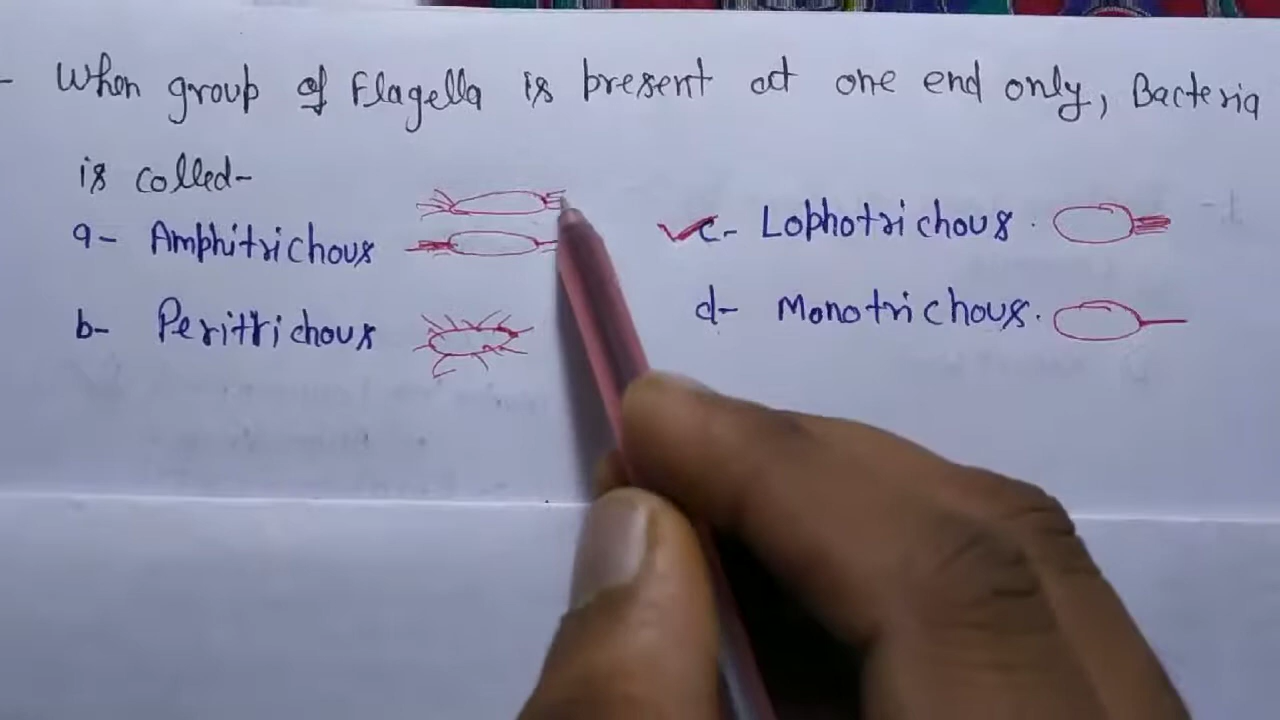 - When group of Flagella is present at one end only, Bacteria
is called-
a- Amphitrichous
b- Peritrichous
c- Lophotrichous.
d- Monotrichous.